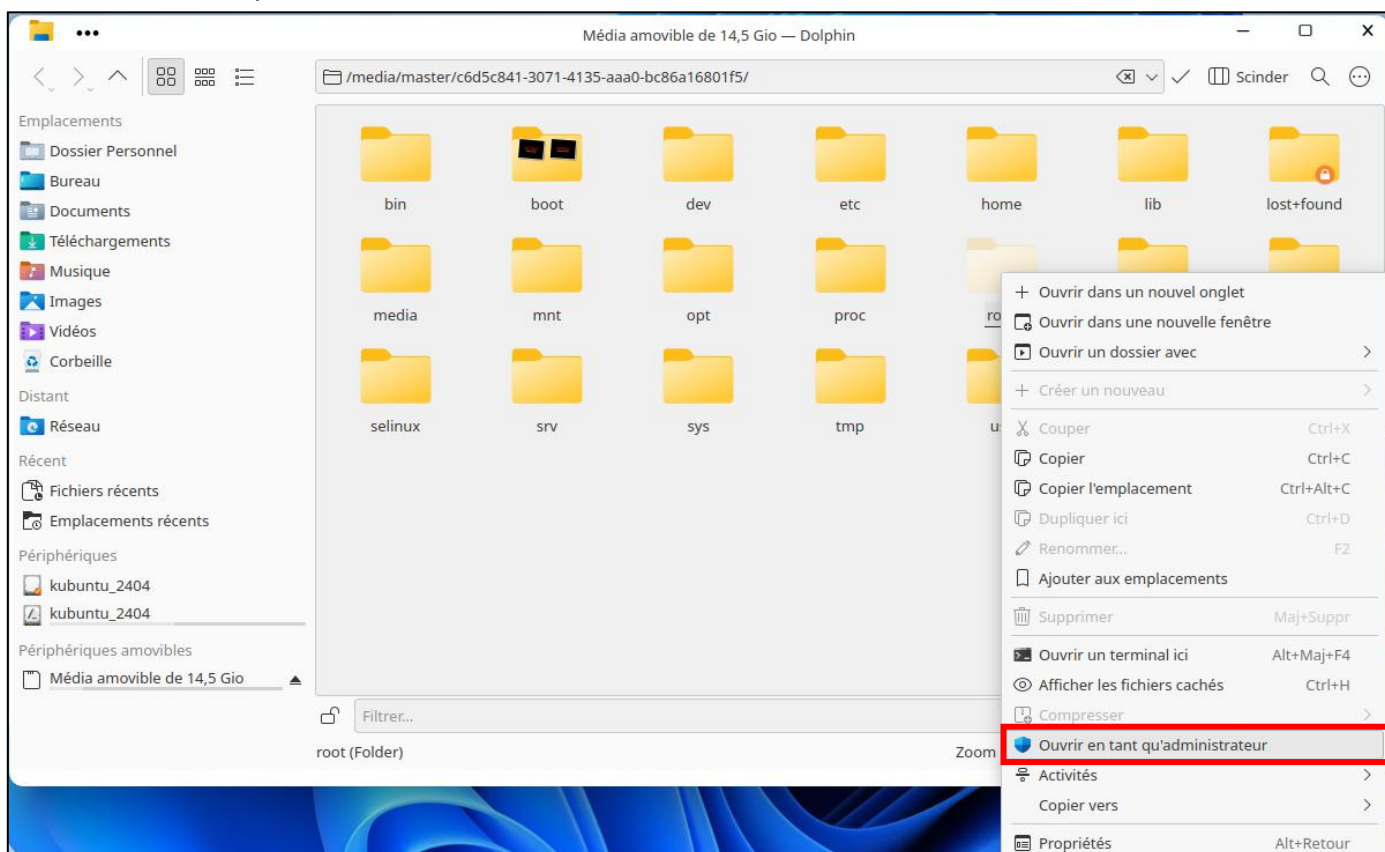 Média amovible de 14,5 Gio — Dolphin
/media/master/c6d5c841-3071-4135-aaa0-bc86a16801f5/
Scinder
Emplacements
Dossier Personnel
Bureau
Documents
Téléchargements
Musique
Images
Vidéos
Corbeille
Distant
Réseau
Récent
Fichiers récents
Emplacements récents
Périphériques
kubuntu_2404
kubuntu_2404
Périphériques amovibles
Média amovible de 14,5 Gio
bin boot dev etc home lib lost+found
media mnt opt proc
selinux srv sys tmp
Filtrer...
root (Folder)
Zoom
Ouvrir dans un nouvel onglet
Ouvrir dans une nouvelle fenêtre
Ouvrir un dossier avec
Créer un nouveau
Couper Ctrl+X
Copier Ctrl+C
Copier l'emplacement Ctrl+Alt+C
Dupliquer ici Ctrl+D
Renommer... F2
Ajouter aux emplacements
Supprimer Maj+Suppr
Ouvrir un terminal ici Alt+Maj+F4
Afficher les fichiers cachés Ctrl+H
Compresser
Ouvrir en tant qu'administrateur
Activités
Copier vers
Propriétés Alt+Retour